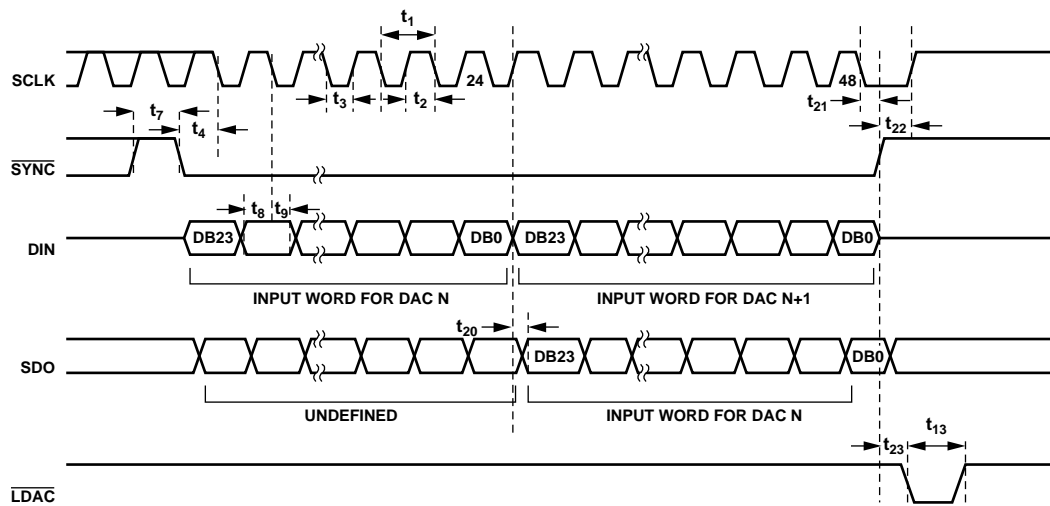 t1
SCLK
24
48
t3
t2
t21
t7
t4
t22
SYNC
t8
t9
DIN
DB23
DB0
DB23
DB0
INPUT WORD FOR DAC N
INPUT WORD FOR DAC N+1
t20
SDO
DB23
DB0
UNDEFINED
INPUT WORD FOR DAC N
t23
t13
LDAC